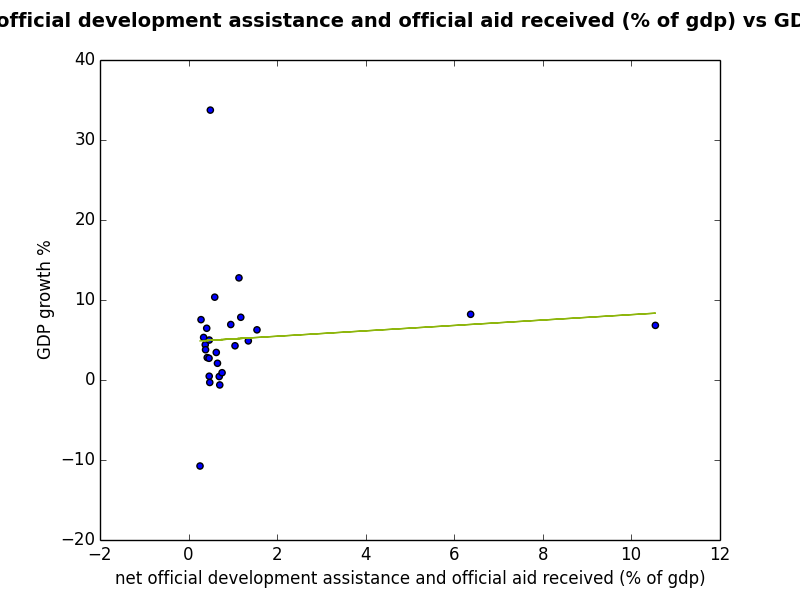 official development assistance and official aid received (% of gdp) vs GD
40
30
20
10
0
−10
−20
−2 0 2 4 6 8 10 12
GDP growth %
net official development assistance and official aid received (% of gdp)